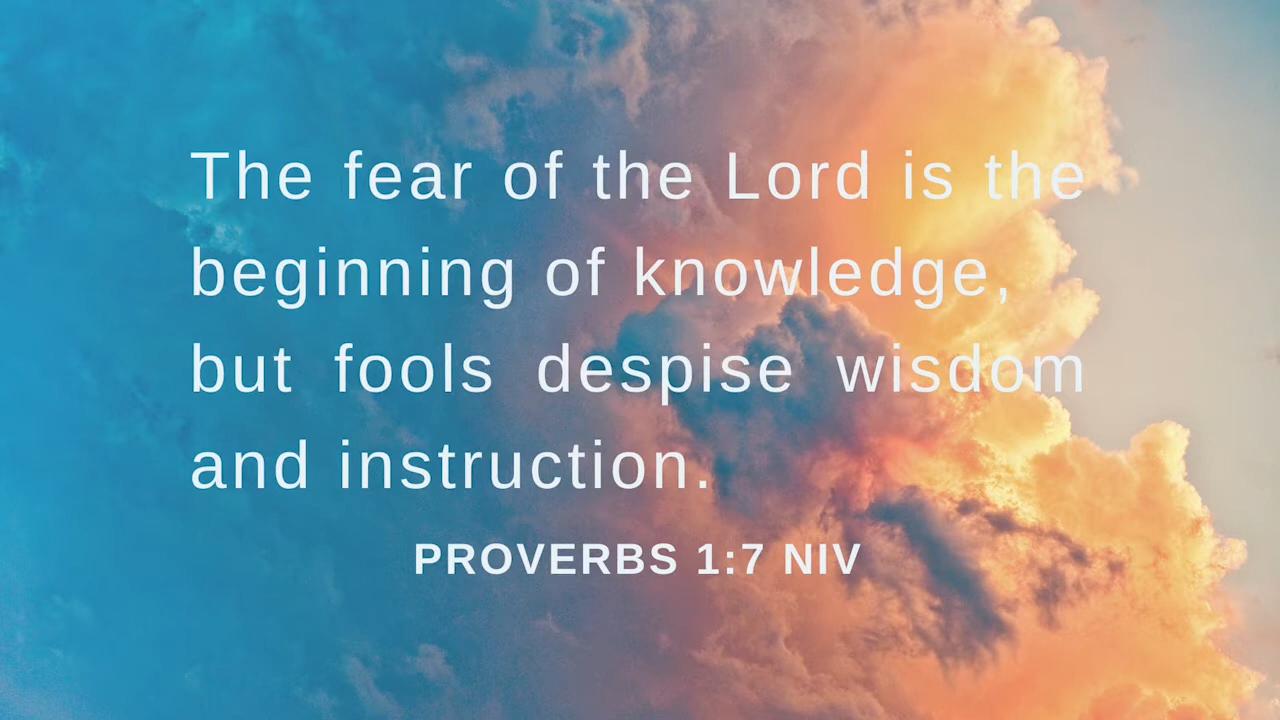 The fear of the Lord is the
beginning of knowledge,
but fools despise wisdom
and instruction.
PROVERBS 1:7 NIV